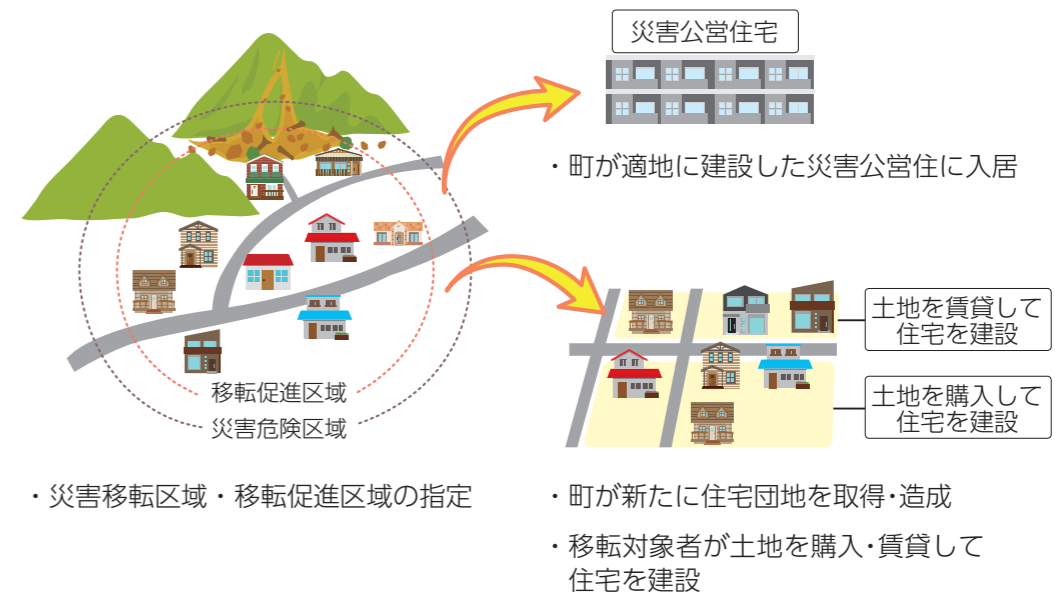 災害公営住宅
・町が適地に建設した災害公営住に入居
土地を賃貸して
住宅を建設
土地を購入して
住宅を建設
移転促進区域
災害危険区域
・災害移転区域・移転促進区域の指定
・町が新たに住宅団地を取得･造成
・移転対象者が土地を購入･賃貸して
住宅を建設